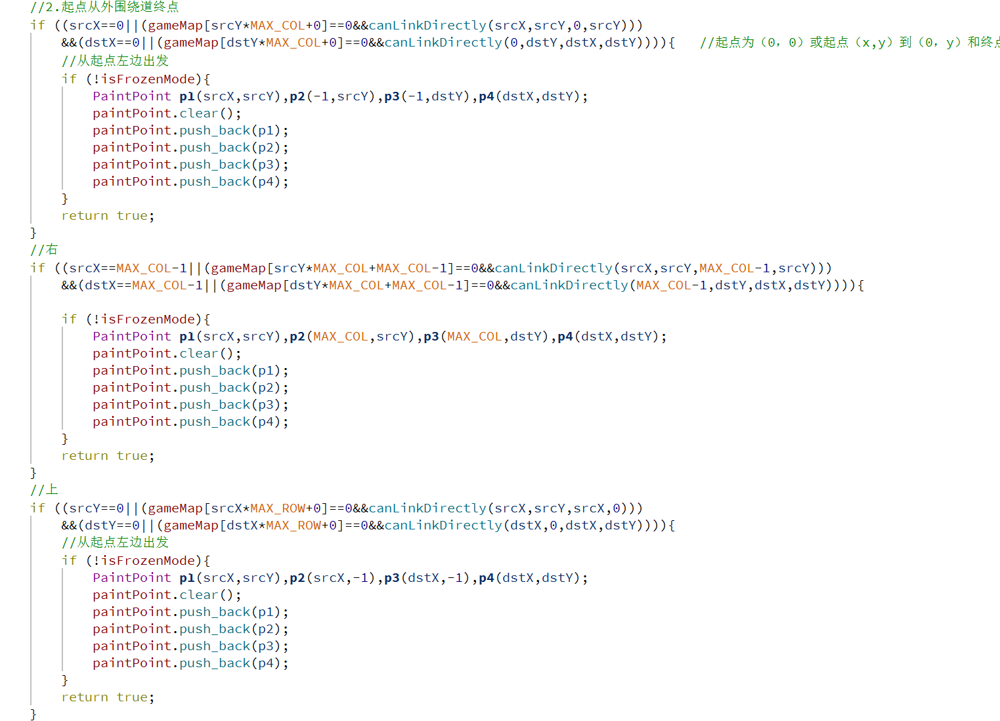 //2.起点从外围绕道终点
if ((srcX==0||(gameMap[srcY*MAX_COL+0]==0&&canLinkDirectly(srcX,srcY,0,srcY)))
&&(dstX==0||(gameMap[dstY*MAX_COL+0]==0&&canLinkDirectly(0,dstY,dstX,dstY)))){ //起点为（0，0）或起点（x,y）到（0，y）和终点
//从起点左边出发
if (!isFrozenMode){
PaintPoint p1(srcX,srcY),p2(-1,srcY),p3(-1,dstY),p4(dstX,dstY);
paintPoint.clear();
paintPoint.push_back(p1);
paintPoint.push_back(p2);
paintPoint.push_back(p3);
paintPoint.push_back(p4);
}
return true;
}
//右
if ((srcX==MAX_COL-1||(gameMap[srcY*MAX_COL+MAX_COL-1]==0&&canLinkDirectly(srcX,srcY,MAX_COL-1,srcY)))
&&(dstX==MAX_COL-1||(gameMap[dstY*MAX_COL+MAX_COL-1]==0&&canLinkDirectly(MAX_COL-1,dstY,dstX,dstY)))){
if (!isFrozenMode){
PaintPoint p1(srcX,srcY),p2(MAX_COL,srcY),p3(MAX_COL,dstY),p4(dstX,dstY);
paintPoint.clear();
paintPoint.push_back(p1);
paintPoint.push_back(p2);
paintPoint.push_back(p3);
paintPoint.push_back(p4);
}
return true;
}
//上
if ((srcY==0||(gameMap[srcX*MAX_ROW+0]==0&&canLinkDirectly(srcX,srcY,srcX,0)))
&&(dstY==0||(gameMap[dstX*MAX_ROW+0]==0&&canLinkDirectly(dstX,0,dstX,dstY)))){
//从起点左边出发
if (!isFrozenMode){
PaintPoint p1(srcX,srcY),p2(srcX,-1),p3(dstX,-1),p4(dstX,dstY);
paintPoint.clear();
paintPoint.push_back(p1);
paintPoint.push_back(p2);
paintPoint.push_back(p3);
paintPoint.push_back(p4);
}
return true;
}